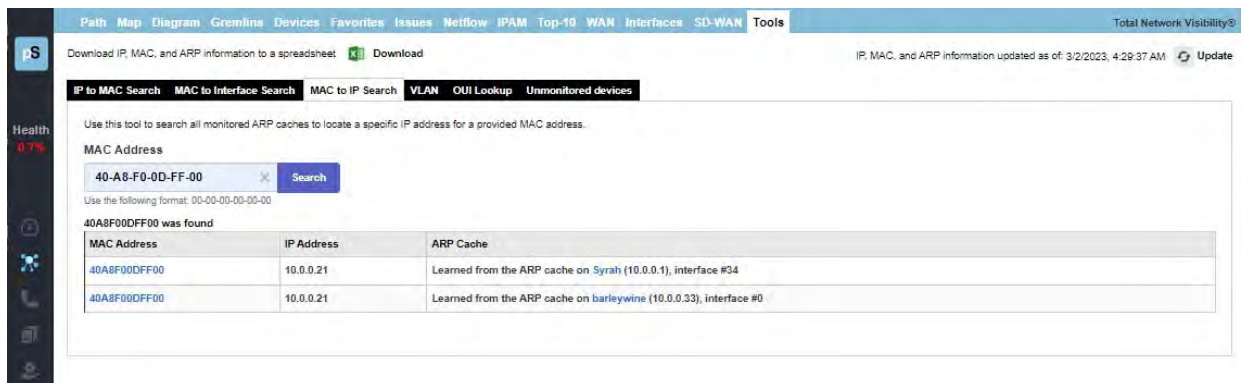 Path Map Diagram Gremlins Devices Favorites Issues Netflow IPAM Top-10 WAN Interfaces SD-WAN Tools Total Network Visibility®
pS
Download IP, MAC, and ARP information to a spreadsheet Download IP, MAC, and ARP information updated as of: 3/2/2023, 4:29:37 AM Update
IP to MAC Search MAC to Interface Search MAC to IP Search VLAN OUI Lookup Unmonitored devices
Health
0.7%
Use this tool to search all monitored ARP caches to locate a specific IP address for a provided MAC address.
MAC Address
40-A8-F0-0D-FF-00 Search
Use the following format: 00-00-00-00-00-00
40A8F00DFF00 was found
MAC Address IP Address ARP Cache
40A8F00DFF00 10.0.0.21 Learned from the ARP cache on Syrah (10.0.0.1), interface #34
40A8F00DFF00 10.0.0.21 Learned from the ARP cache on barleywine (10.0.0.33), interface #0